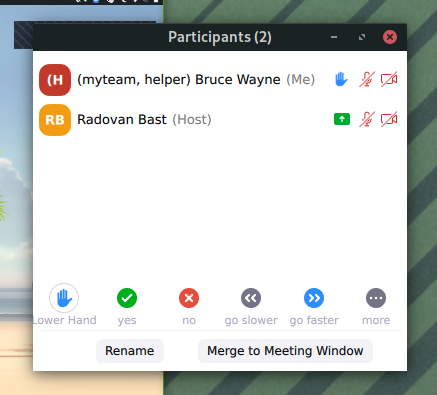 Participants (2)
(H (myteam, helper) Bruce Wayne (Me)
RB Radovan Bast (Host)
Lower Hand yes no go slower go faster more
Rename Merge to Meeting Window